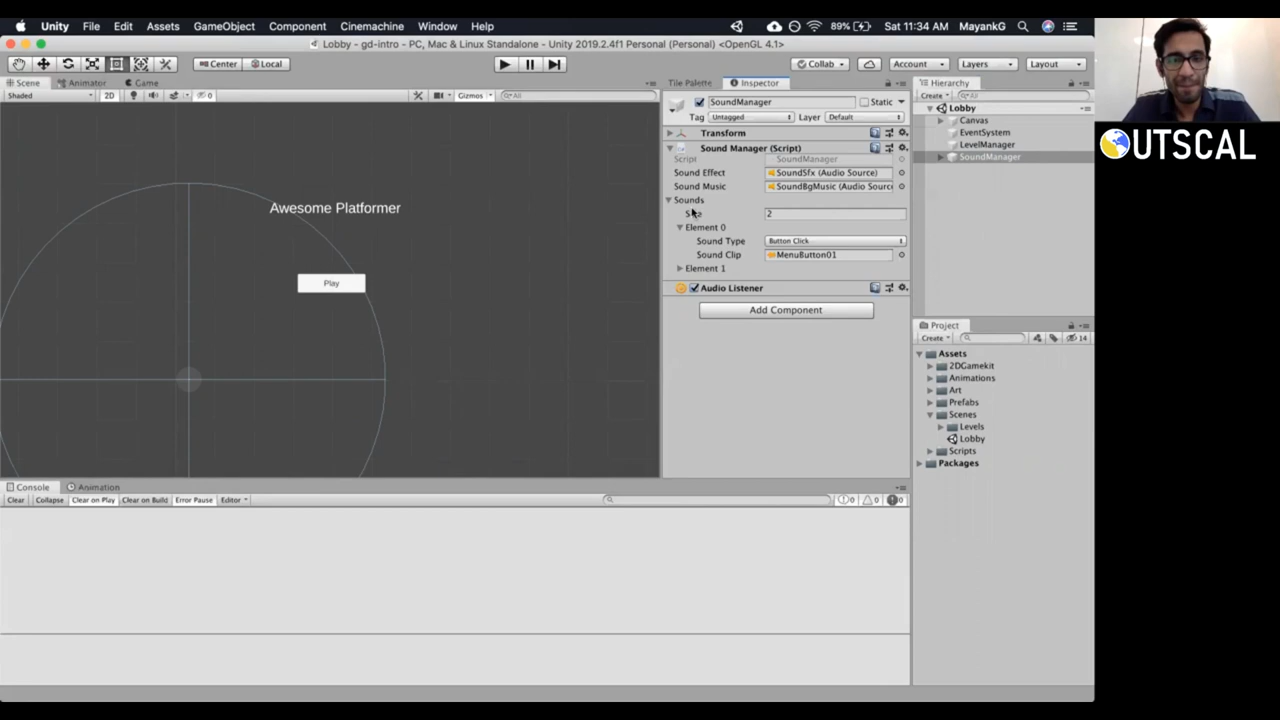 Unity File Edit Assets GameObject Component Cinemachine Window Help 89% Sat 11:34 AM MayankG
Lobby - gd-intro - PC, Mac & Linux Standalone - Unity 2019.2.4f1 Personal (Personal) <OpenGL 4.1>
Center Local Collab Account Layers Layout
Scene Animator Game
Shaded 2D 0 Gizmos All
Awesome Platformer
Play
Tile Palette Inspector
SoundManager Static
Tag Untagged Layer Default
Transform
Sound Manager (Script)
Script SoundManager
Sound Effect SoundSfx (Audio Source)
Sound Music SoundBgMusic (Audio Source
Sounds
2
Element 0
Sound Type Button Click
Sound Clip MenuButton01
Element 1
Audio Listener
Add Component
Hierarchy
Create All
Lobby
Canvas
EventSystem
LevelManager
SoundManager
Project
Create 14
Assets
2DGamekit
Animations
Art
Prefabs
Scenes
Levels
Lobby
Scripts
Packages
Console Animation
Clear Collapse Clear on Play Clear on Build Error Pause Editor 0 0 0
OUTSCAL